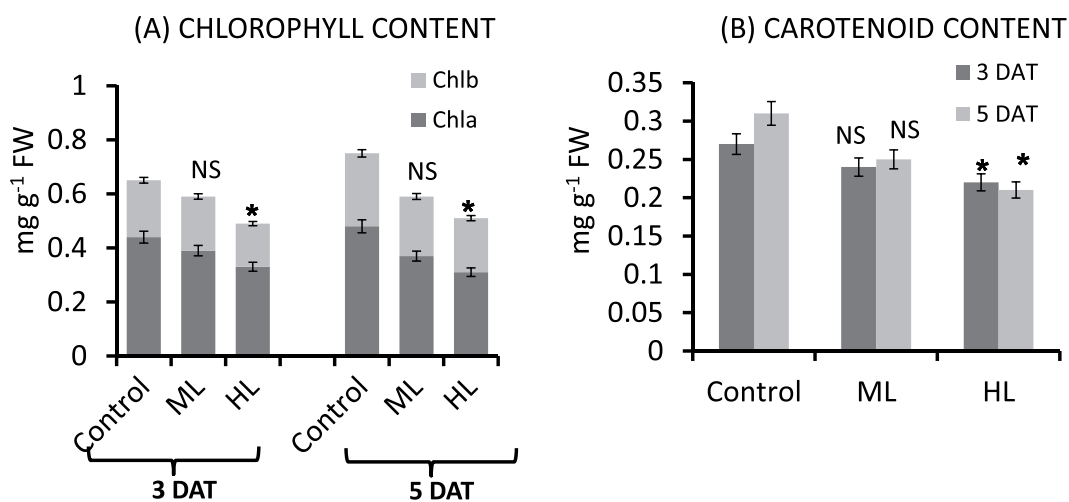 (A) CHLOROPHYLL CONTENT
mg g-1 FW
1
0.8
0.6
0.4
0.2
0
Chlb
Chla
NS
*
NS
*
Control
ML
HL
Control
ML
HL
3 DAT
5 DAT
(B) CAROTENOID CONTENT
mg g-1 FW
0.35
0.3
0.25
0.2
0.15
0.1
0.05
0
3 DAT
5 DAT
NS
NS
*
*
Control
ML
HL